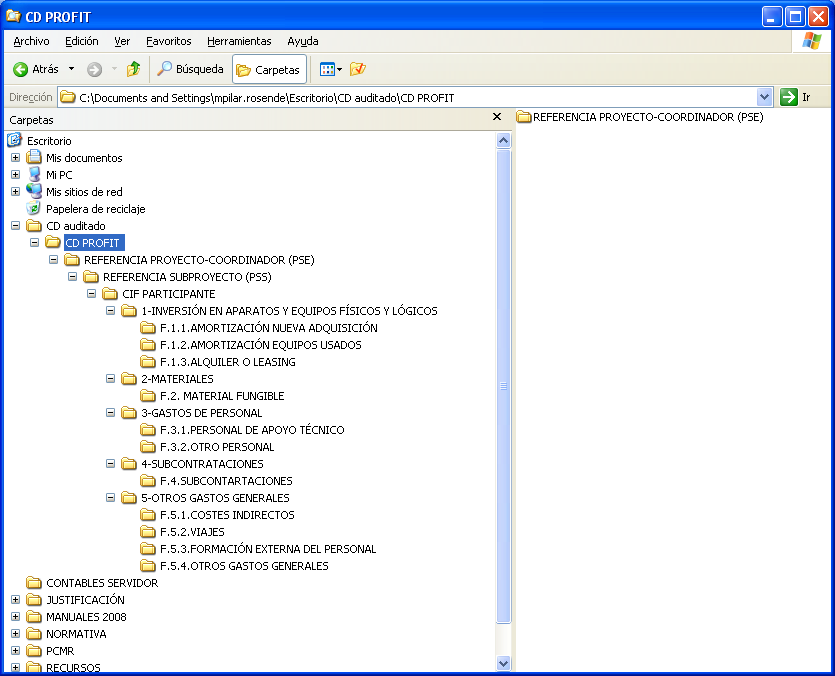 CD PROFIT
Archivo Edición Ver Favoritos Herramientas Ayuda
Atrás Búsqueda Carpetas
Dirección C:\Documents and Settings\mpilar.rosende\Escritorio\CD auditado\CD PROFIT Ir
Carpetas
REFERENCIA PROYECTO-COORDINADOR (PSE)
Escritorio
Mis documentos
Mi PC
Mis sitios de red
Papelera de reciclaje
CD auditado
CD PROFIT
REFERENCIA PROYECTO-COORDINADOR (PSE)
REFERENCIA SUBPROYECTO (PSS)
CIF PARTICIPANTE
1-INVERSIÓN EN APARATOS Y EQUIPOS FÍSICOS Y LÓGICOS
F.1.1.AMORTIZACIÓN NUEVA ADQUISICIÓN
F.1.2.AMORTIZACIÓN EQUIPOS USADOS
F.1.3.ALQUILER O LEASING
2-MATERIALES
F.2. MATERIAL FUNGIBLE
3-GASTOS DE PERSONAL
F.3.1.PERSONAL DE APOYO TÉCNICO
F.3.2.OTRO PERSONAL
4-SUBCONTRATACIONES
F.4.SUBCONTARTACIONES
5-OTROS GASTOS GENERALES
F.5.1.COSTES INDIRECTOS
F.5.2.VIAJES
F.5.3.FORMACIÓN EXTERNA DEL PERSONAL
F.5.4.OTROS GASTOS GENERALES
CONTABLES SERVIDOR
JUSTIFICACIÓN
MANUALES 2008
NORMATIVA
PCMR
RECURSOS